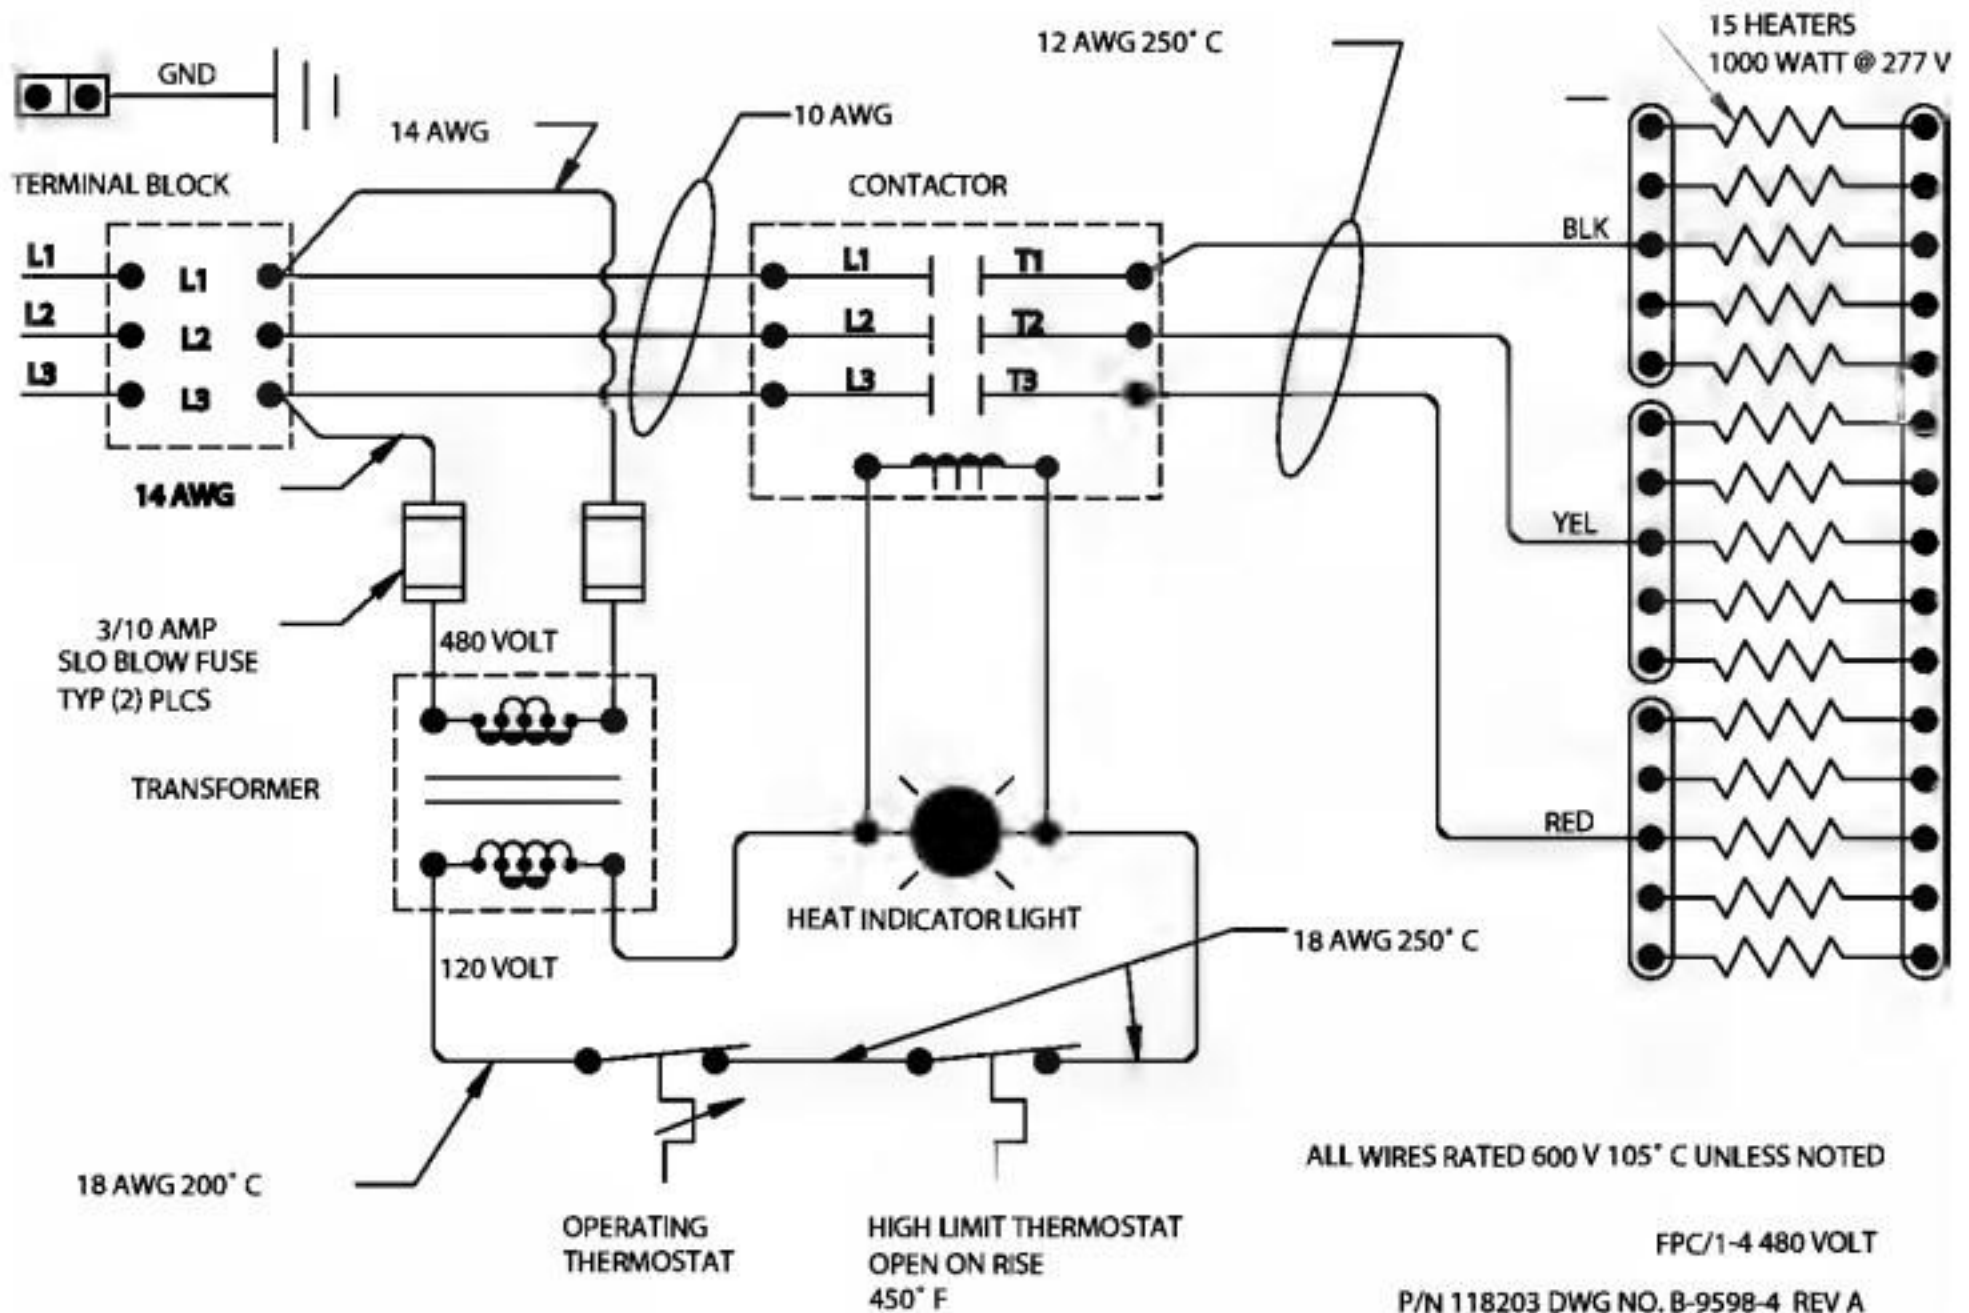 15 HEATERS
1000 WATT @ 277 V
12 AWG 250° C
GND
10 AWG
14 AWG
TERMINAL BLOCK
CONTACTOR
BLK
L1
L1
L1
T1
L2
L2
L2
T2
L3
L3
L3
T3
14 AWG
YEL
3/10 AMP
SLO BLOW FUSE
TYP (2) PLCS
480 VOLT
TRANSFORMER
RED
HEAT INDICATOR LIGHT
18 AWG 250° C
120 VOLT
18 AWG 200° C
OPERATING
THERMOSTAT
HIGH LIMIT THERMOSTAT
OPEN ON RISE
450° F
ALL WIRES RATED 600 V 105° C UNLESS NOTED
FPC/1-4 480 VOLT
P/N 118203 DWG NO. B-9598-4 REV A